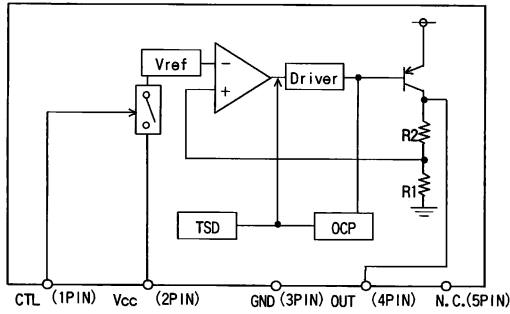 Vref
−
+
Driver
R2
R1
TSD
OCP
CTL (1PIN) Vcc (2PIN) GND (3PIN) OUT (4PIN) N.C.(5PIN)